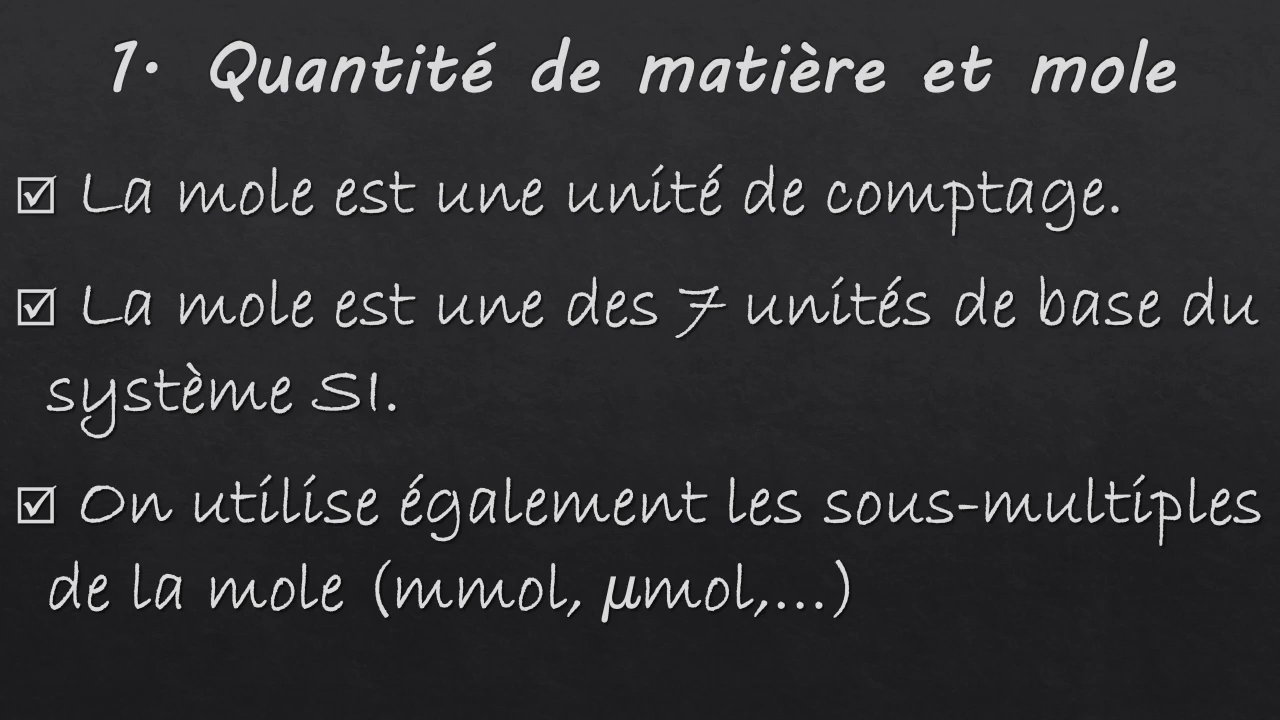 1. Quantité de matière et mole
☑ La mole est une unité de comptage.
☑ La mole est une des 7 unités de base du
système SI.
☑ On utilise également les sous-multiples
de la mole (mmol, µmol,...)